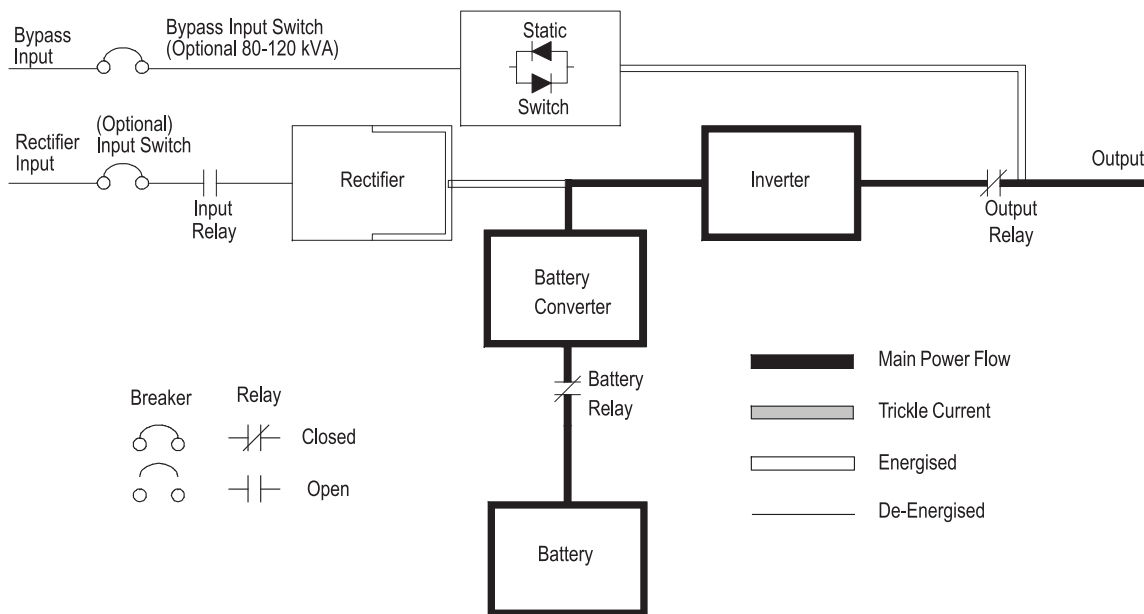 Bypass
Input
Bypass Input Switch
(Optional 80-120 kVA)
Static
Switch
Rectifier
Input
(Optional)
Input Switch
Input
Relay
Rectifier
Inverter
Output
Relay
Output
Battery
Converter
Battery
Relay
Battery
Breaker
Relay
Closed
Open
Main Power Flow
Trickle Current
Energised
De-Energised